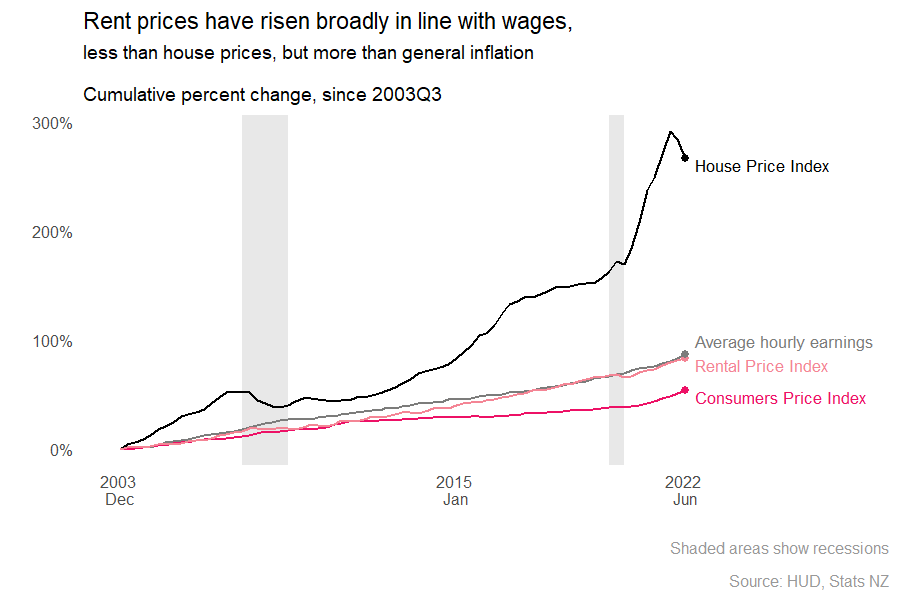 Rent prices have risen broadly in line with wages,
less than house prices, but more than general inflation
Cumulative percent change, since 2003Q3
300%
200%
100%
0%
House Price Index
Average hourly earnings
Rental Price Index
Consumers Price Index
2003
Dec
2015
Jan
2022
Jun
Shaded areas show recessions
Source: HUD, Stats NZ